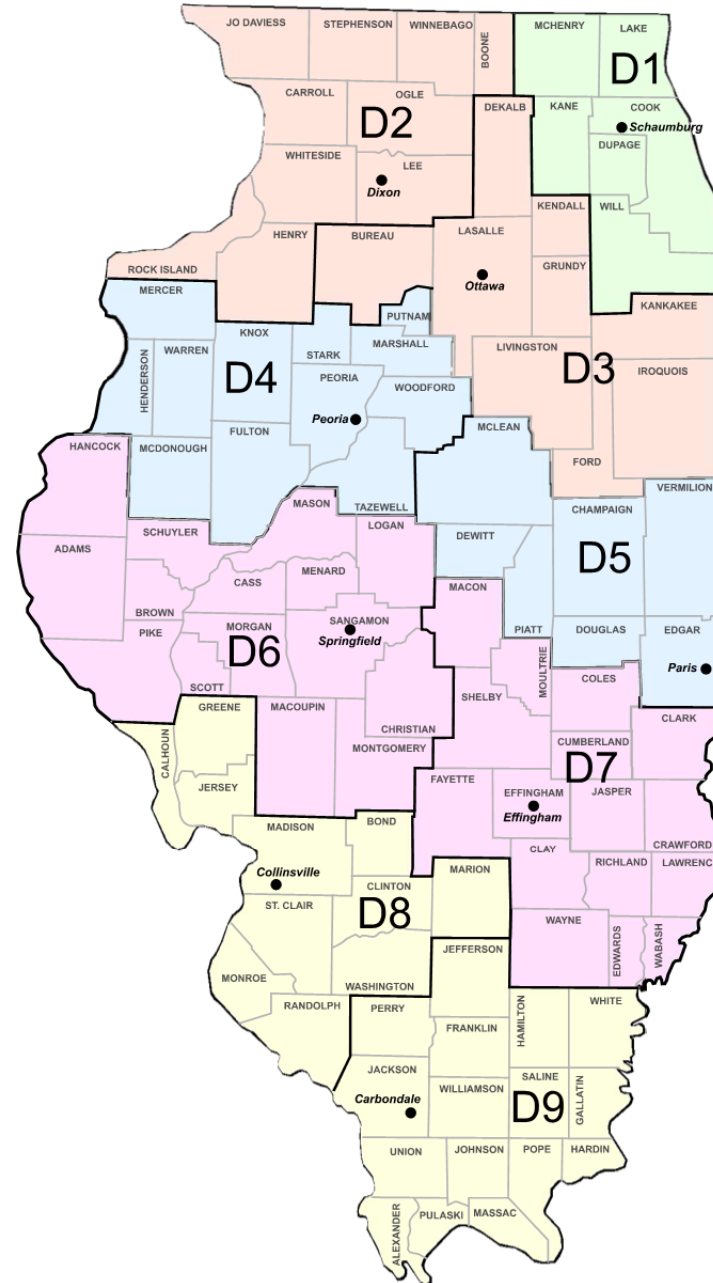 JO DAVIESS
STEPHENSON
WINNEBAGO
BOONE
MCHENRY
LAKE
D1
CARROLL
OGLE
D2
DEKALB
KANE
COOK
Schaumburg
DUPAGE
WHITESIDE
LEE
Dixon
KENDALL
WILL
HENRY
BUREAU
LASALLE
ROCK ISLAND
GRUNDY
Ottawa
MERCER
KANKAKEE
PUTNAM
KNOX
STARK
MARSHALL
LIVINGSTON
D3
IROQUOIS
HENDERSON
WARREN
D4
PEORIA
WOODFORD
Peoria
MCLEAN
FULTON
HANCOCK
MCDONOUGH
FORD
VERMILION
MASON
TAZEWELL
CHAMPAIGN
LOGAN
SCHUYLER
DEWITT
ADAMS
D5
CASS
MENARD
MACON
BROWN
MORGAN
SANGAMON
Springfield
PIATT
DOUGLAS
EDGAR
PIKE
D6
Paris
MOULTRIE
COLES
SCOTT
SHELBY
GREENE
MACOUPIN
CHRISTIAN
CLARK
CALHOUN
MONTGOMERY
CUMBERLAND
D7
JERSEY
FAYETTE
EFFINGHAM
Effingham
JASPER
MADISON
BOND
CLAY
CRAWFORD
RICHLAND
LAWRENC
Collinsville
MARION
CLINTON
ST. CLAIR
D8
WAYNE
EDWARDS
WABASH
JEFFERSON
MONROE
WASHINGTON
RANDOLPH
PERRY
HAMILTON
WHITE
FRANKLIN
JACKSON
SALINE
WILLIAMSON
D9
GALLATIN
Carbondale
UNION
JOHNSON
POPE
HARDIN
ALEXANDER
PULASKI
MASSAC